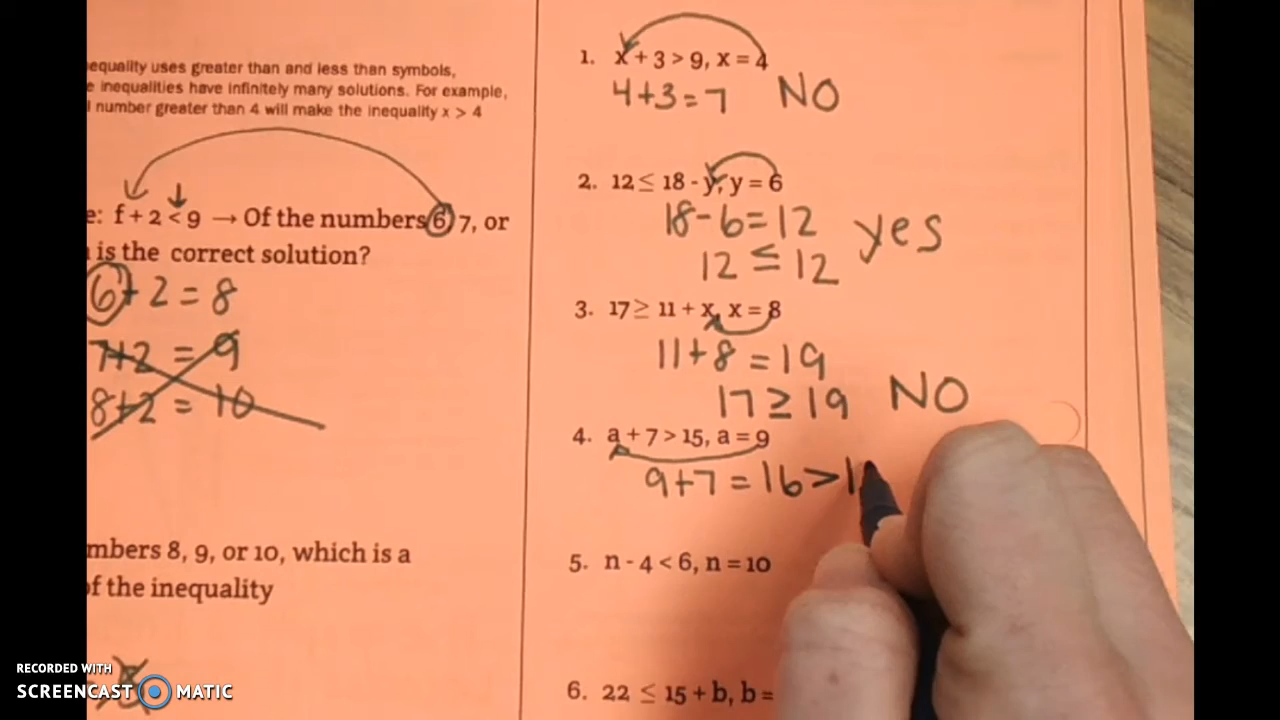 equality uses greater than and less than symbols,
e inequalities have infinitely many solutions. For example,
l number greater than 4 will make the inequality x > 4
e: f + 2 < 9 → Of the numbers 6, 7, or
is the correct solution?
6+2=8
7+2=9
8+2=10
mbers 8, 9, or 10, which is a
of the inequality
8
1. x + 3 > 9, x = 4
4+3=7 NO
2. 12 ≤ 18 - y, y = 6
18-6=12 yes
12 ≤ 12
3. 17 ≥ 11 + x, x = 8
11+8=19
17 ≥ 19 NO
4. a + 7 > 15, a = 9
9+7=16>1
5. n - 4 < 6, n = 10
6. 22 ≤ 15 + b, b =
RECORDED WITH
SCREENCAST MATIC